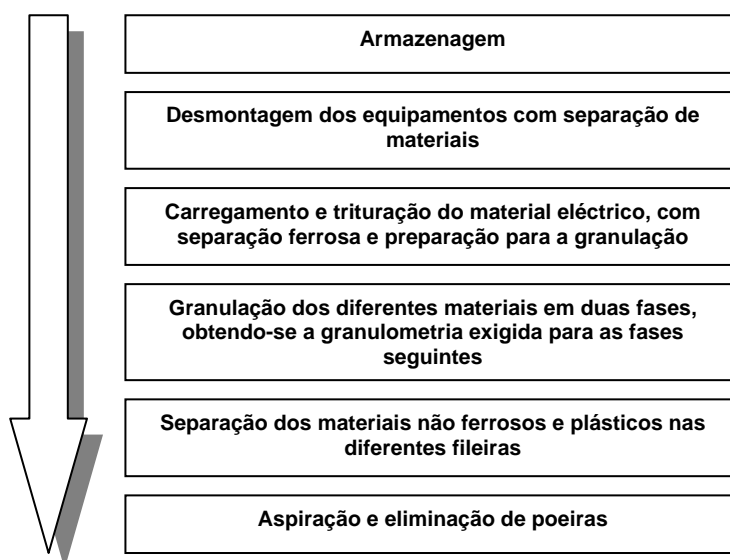 Armazenagem
Desmontagem dos equipamentos com separação de
materiais
Carregamento e trituração do material eléctrico, com
separação ferrosa e preparação para a granulação
Granulação dos diferentes materiais em duas fases,
obtendo-se a granulometria exigida para as fases
seguintes
Separação dos materiais não ferrosos e plásticos nas
diferentes fileiras
Aspiração e eliminação de poeiras